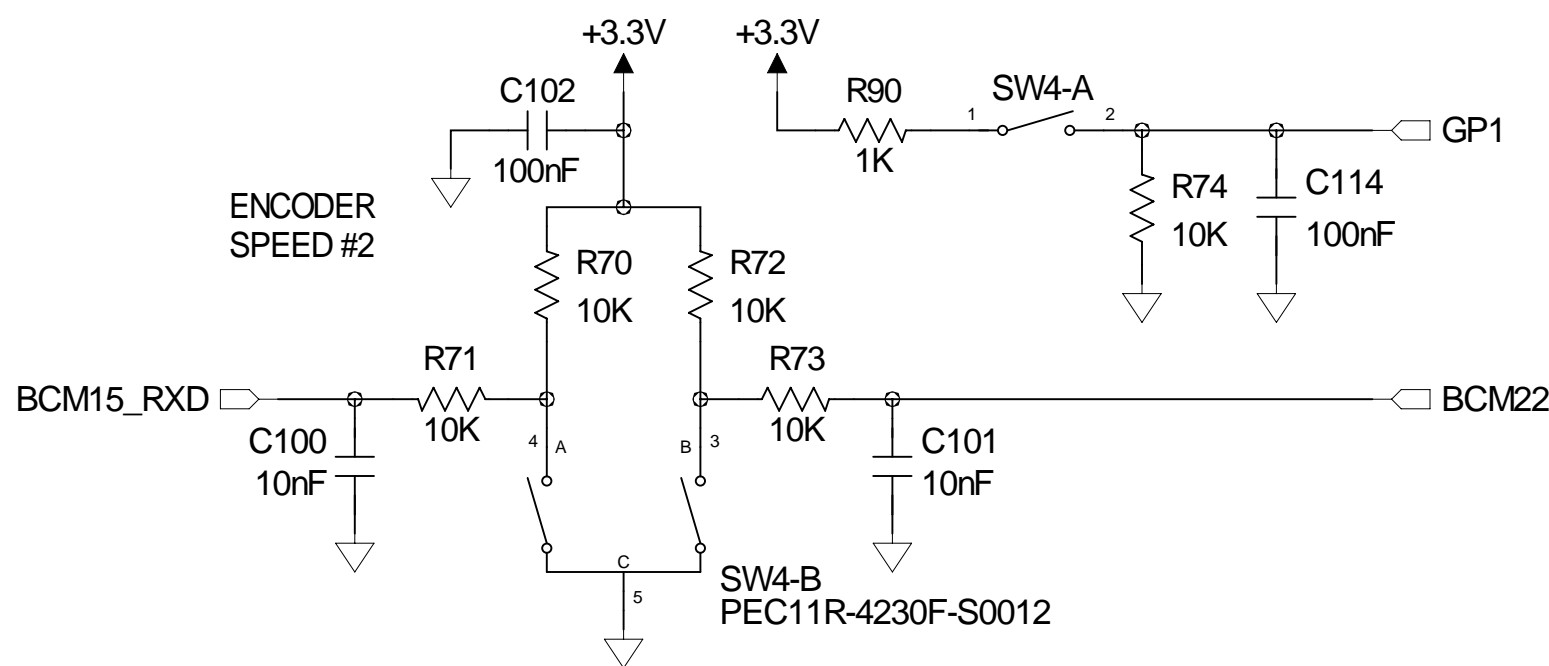 +3.3V
+3.3V
C102
100nF
R90
1K
1
SW4-A
2
GP1
R74
10K
C114
100nF
ENCODER
SPEED #2
R70
10K
R72
10K
BCM15_RXD
R71
10K
R73
10K
BCM22
C100
10nF
4
A
B
3
C101
10nF
C
5
SW4-B
PEC11R-4230F-S0012